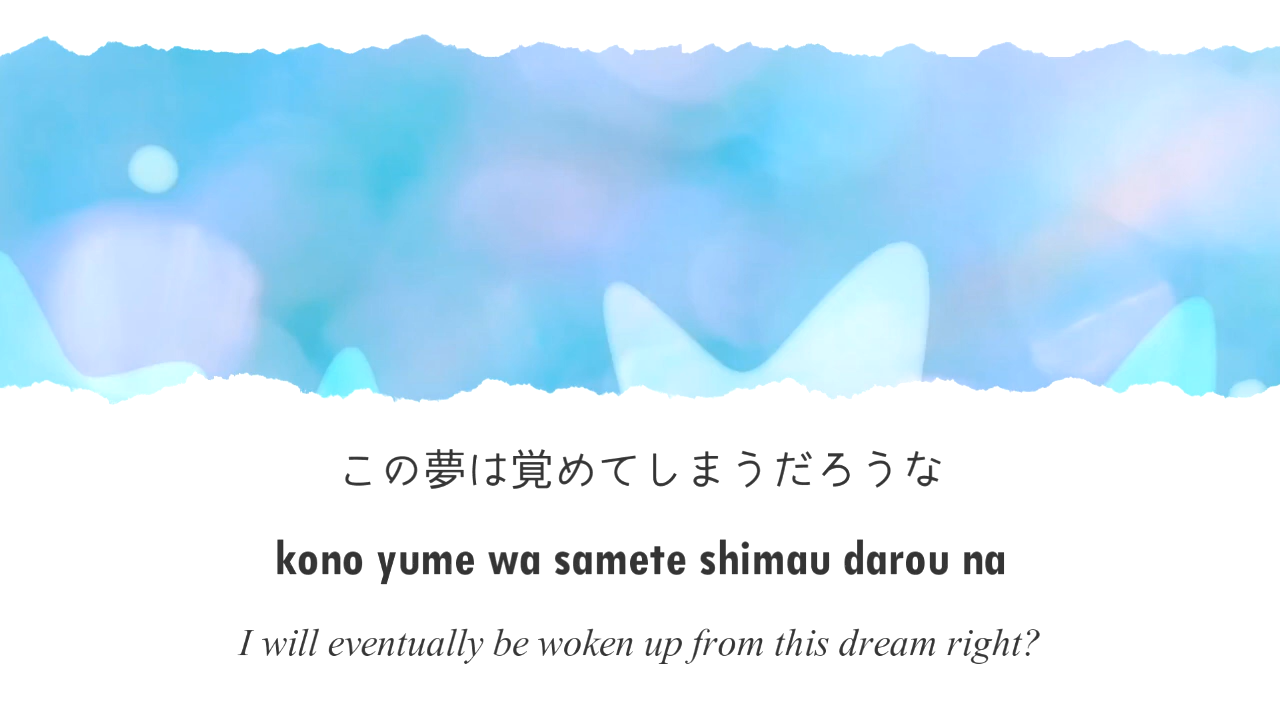 この夢は覚めてしまうだろうな
kono yume wa samete shimau darou na
I will eventually be woken up from this dream right?